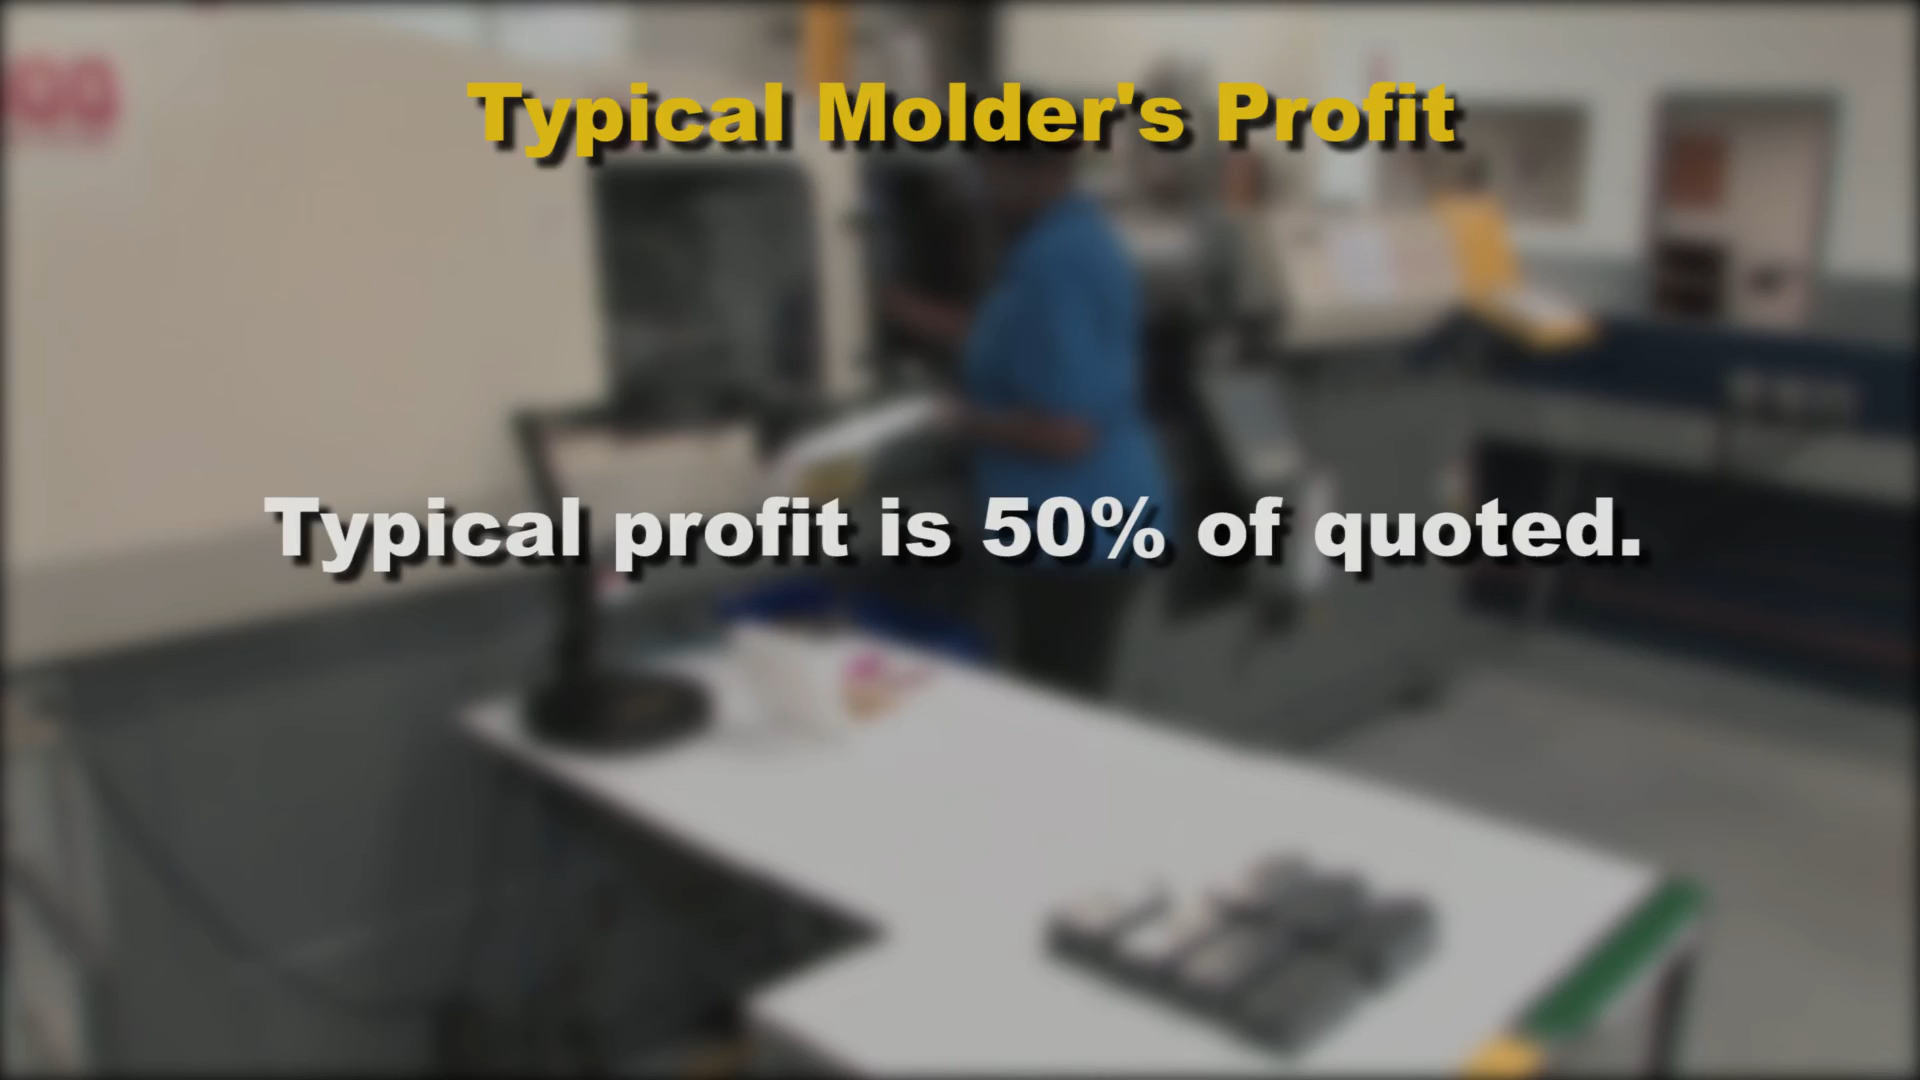 Typical Molder's Profit
Typical profit is 50% of quoted.